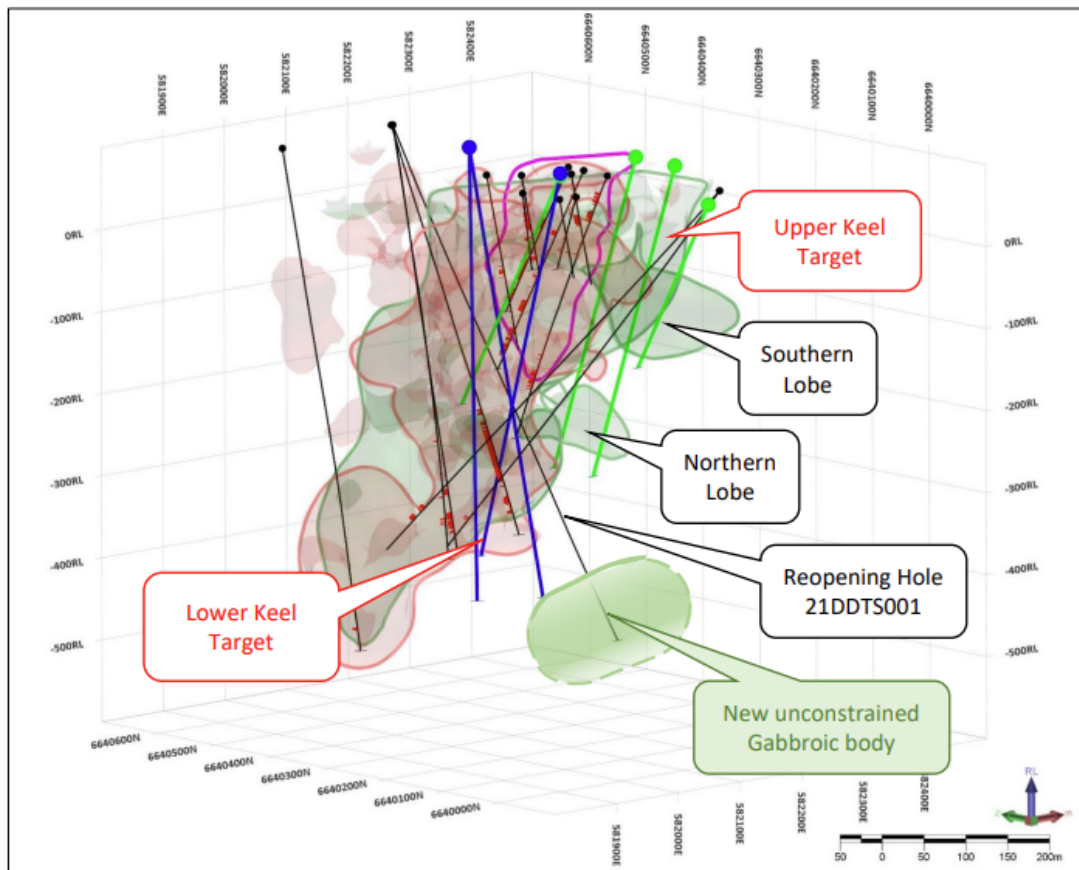 581900E
582000E
582100E
582200E
582300E
582400E
6640600N
6640500N
6640400N
6640300N
6640200N
6640100N
6640000N
0RL
-100RL
-200RL
-300RL
-400RL
-500RL
0RL
-100RL
-200RL
-300RL
-400RL
-500RL
Upper Keel
Target
Southern
Lobe
Northern
Lobe
Reopening Hole
21DDTS001
Lower Keel
Target
New unconstrained
Gabbroic body
6640600N
6640500N
6640400N
6640300N
6640200N
6640100N
6640000N
581900E
582000E
582100E
582200E
582300E
582400E
RL
N
50 0 50 100 150 200m